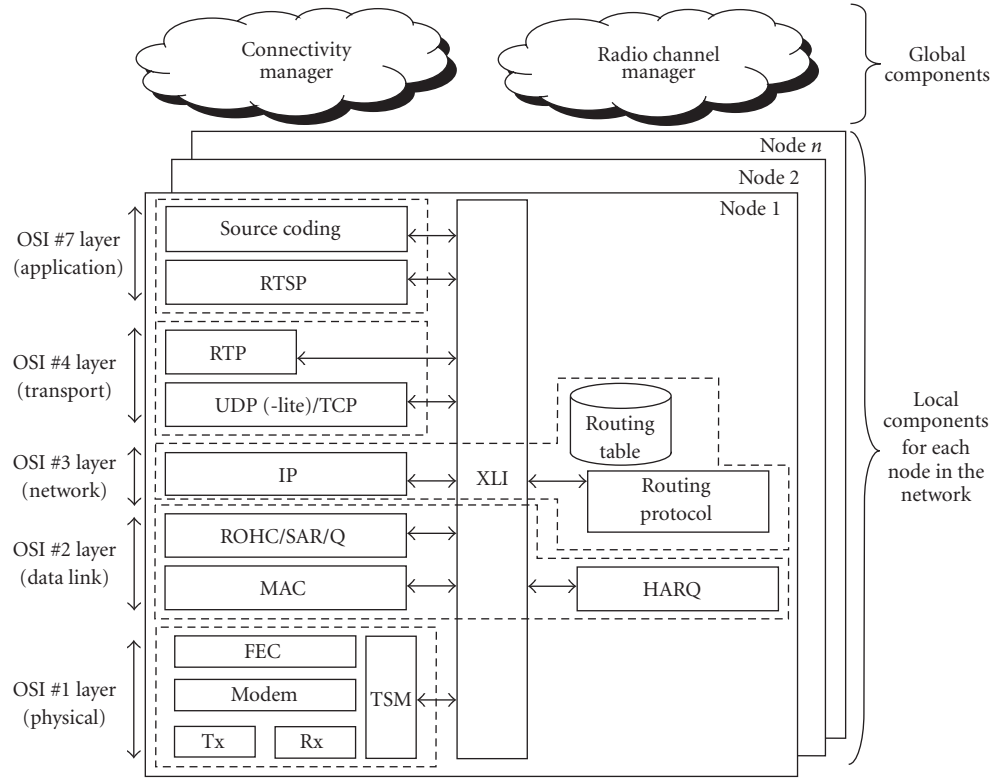 Connectivity
manager
Radio channel
manager
Global
components
Node n
Node 2
Node 1
OSI #7 layer
(application)
Source coding
RTSP
OSI #4 layer
(transport)
RTP
UDP (-lite)/TCP
OSI #3 layer
(network)
IP
XLI
Routing
table
Routing
protocol
OSI #2 layer
(data link)
ROHC/SAR/Q
MAC
HARQ
OSI #1 layer
(physical)
FEC
Modem
Tx
Rx
TSM
Local
components
for each
node in the
network